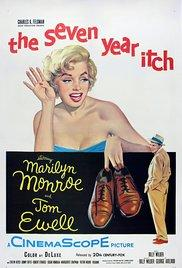 CHARLES K. FELDMAN
the seven year itch
starring
Marilyn
Monroe
and
Tom
Ewell
A CINEMASCOPE PICTURE
COLOR by DE LUXE
Released by 20th CENTURY-FOX
BILLY WILDER
BILLY WILDER GEORGE AXELROD